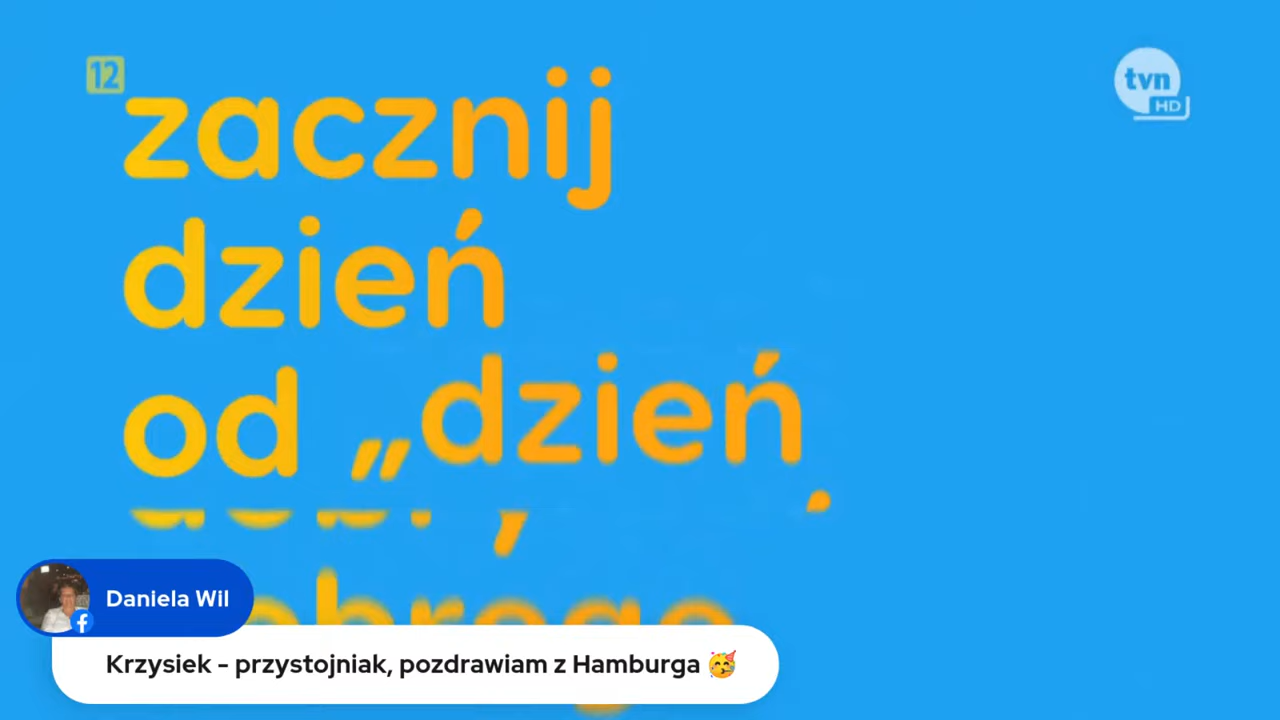 12
zacznij
tvn
HD
dzień
od „dzień
Daniela Wil
Krzysiek - przystojniak, pozdrawiam z Hamburga 🥳